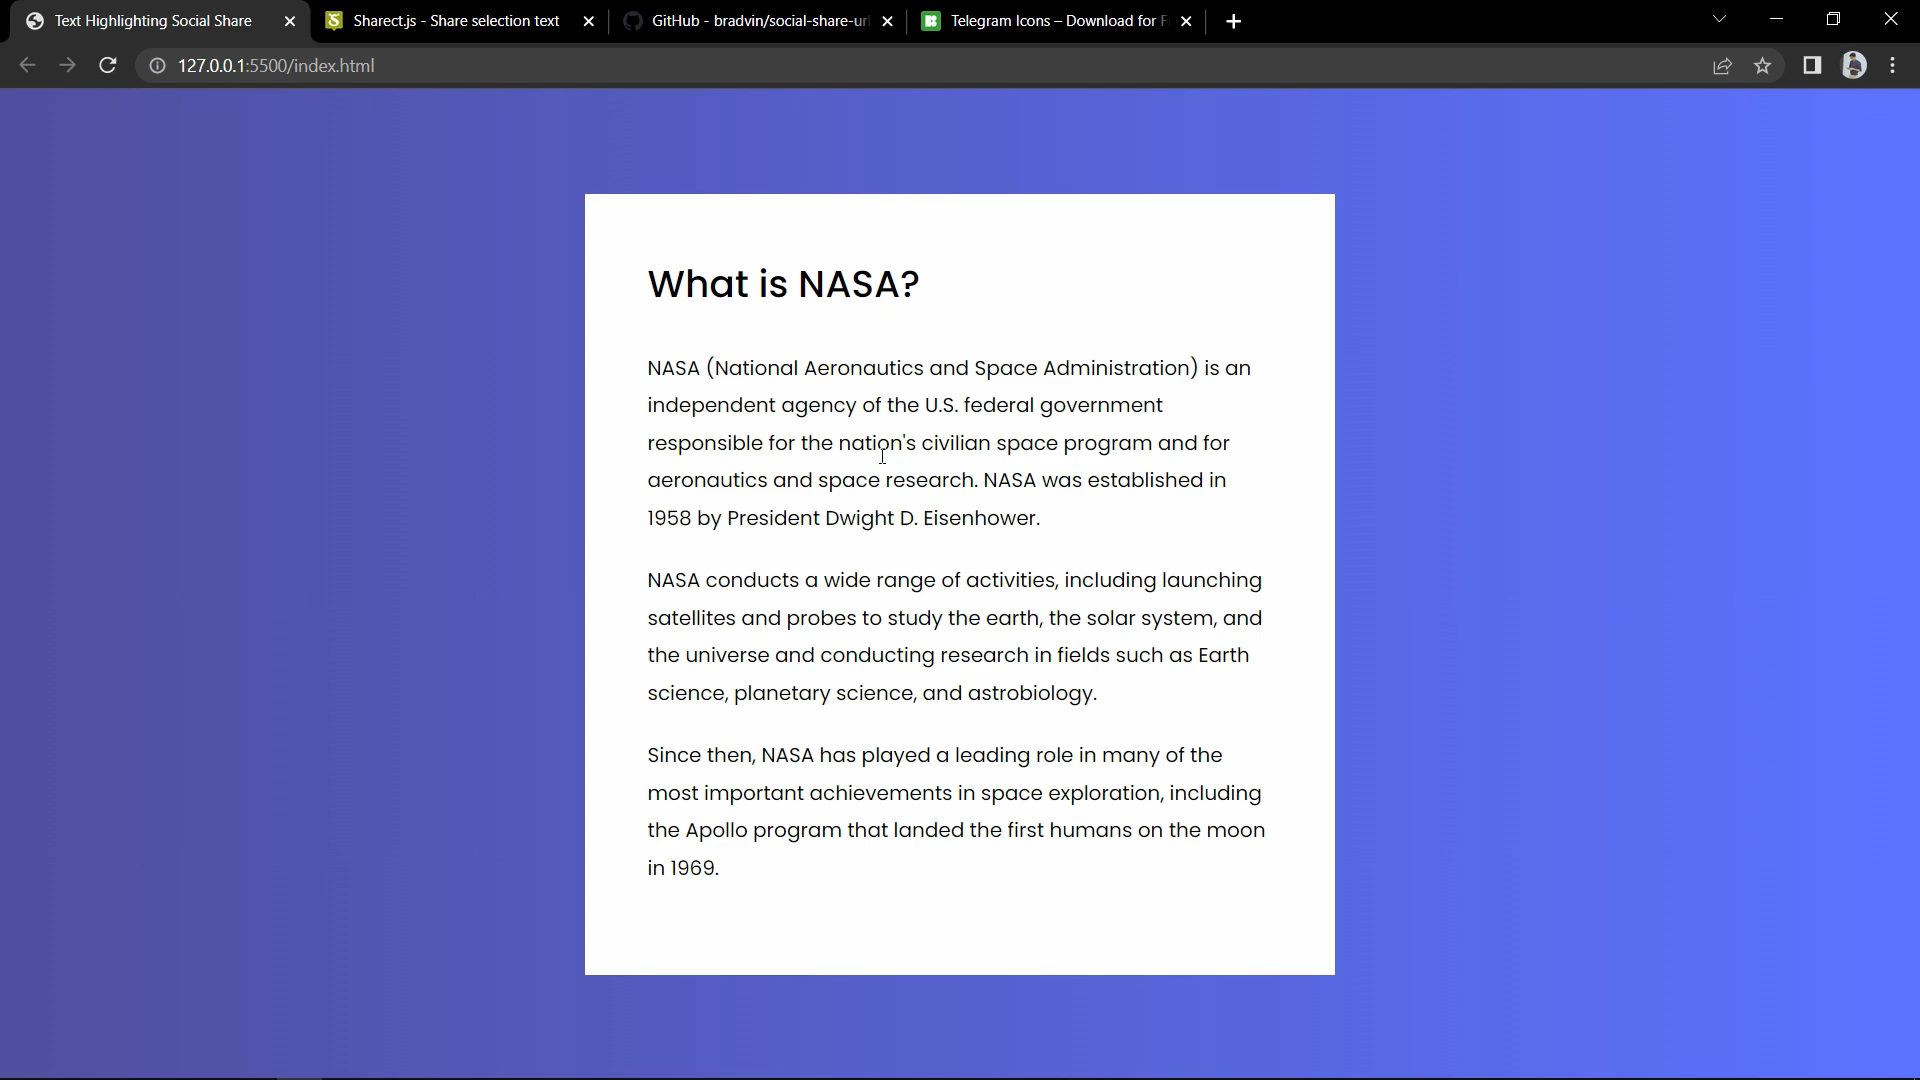 Text Highlighting Social Share
Sharect.js - Share selection text
GitHub - bradvin/social-share-url
Telegram Icons – Download for F
127.0.0.1:5500/index.html
What is NASA?
NASA (National Aeronautics and Space Administration) is an
independent agency of the U.S. federal government
responsible for the nation's civilian space program and for
aeronautics and space research. NASA was established in
1958 by President Dwight D. Eisenhower.
NASA conducts a wide range of activities, including launching
satellites and probes to study the earth, the solar system, and
the universe and conducting research in fields such as Earth
science, planetary science, and astrobiology.
Since then, NASA has played a leading role in many of the
most important achievements in space exploration, including
the Apollo program that landed the first humans on the moon
in 1969.